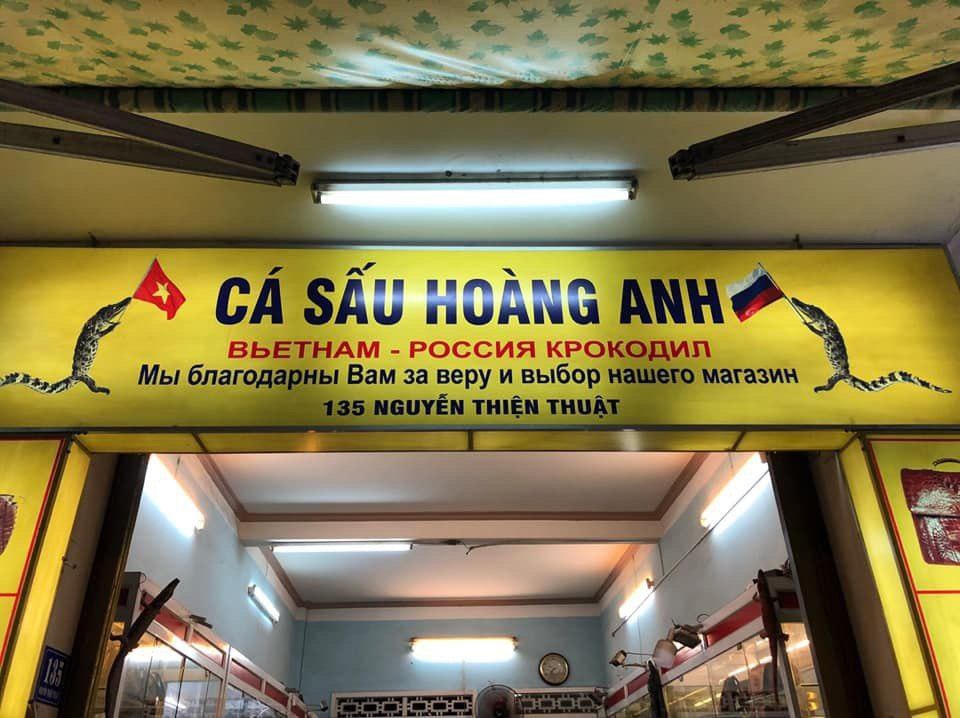 CÁ SẤU HOÀNG ANH
ВЬЕТНАМ - РОССИЯ КРОКОДИЛ
Мы благодарны Вам за веру и выбор нашего магазин
135 NGUYỄN THIỆN THUẬT
135